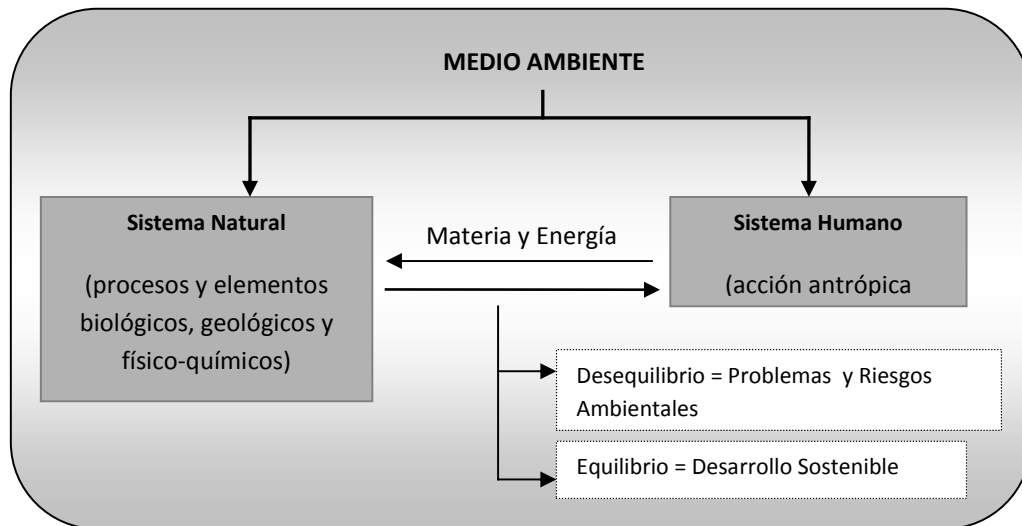 MEDIO AMBIENTE
Sistema Natural
(procesos y elementos
biológicos, geológicos y
físico-químicos)
Materia y Energía
Sistema Humano
(acción antrópica
Desequilibrio = Problemas y Riesgos
Ambientales
Equilibrio = Desarrollo Sostenible